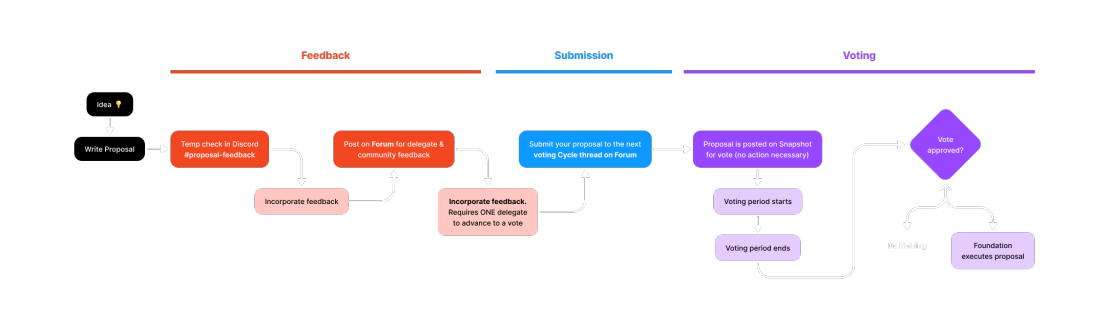 Feedback
Submission
Voting
Idea 💡
Write Proposal
Temp check in Discord
#proposal-feedback
Incorporate feedback
Post on Forum for delegate &
community feedback
Incorporate feedback.
Requires ONE delegate
to advance to a vote
Submit your proposal to the next
voting Cycle thread on Forum
Proposal is posted on Snapshot
for vote (no action necessary)
Voting period starts
Voting period ends
Vote
approved?
Foundation
executes proposal